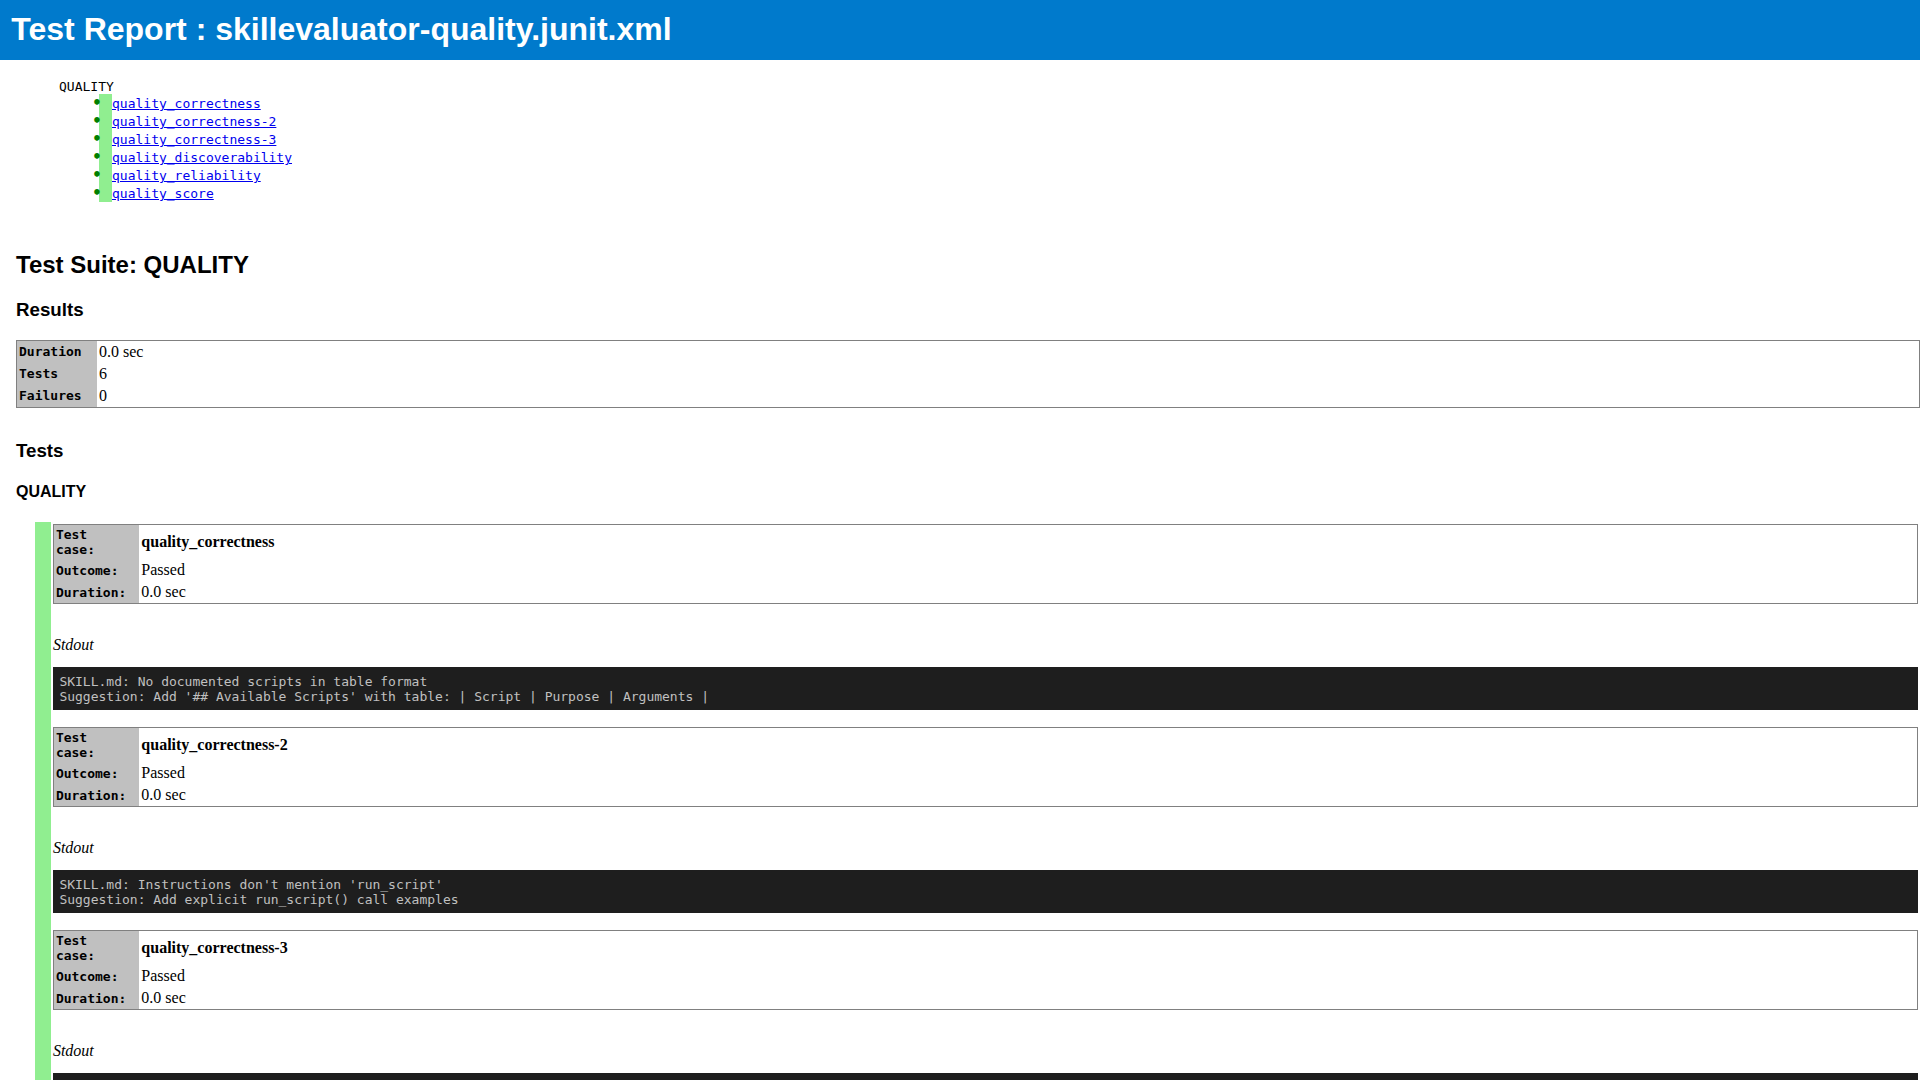 Test Report : skillevaluator-quality.junit.xml
QUALITY
• quality_correctness
• quality_correctness-2
• quality_correctness-3
• quality_discoverability
• quality_reliability
• quality_score
Test Suite: QUALITY
Results
Duration 0.0 sec
Tests 6
Failures 0
Tests
QUALITY
Test case: quality_correctness
Outcome: Passed
Duration: 0.0 sec
Stdout
SKILL.md: No documented scripts in table format
Suggestion: Add '## Available Scripts' with table: | Script | Purpose | Arguments |
Test case: quality_correctness-2
Outcome: Passed
Duration: 0.0 sec
Stdout
SKILL.md: Instructions don't mention 'run_script'
Suggestion: Add explicit run_script() call examples
Test case: quality_correctness-3
Outcome: Passed
Duration: 0.0 sec
Stdout